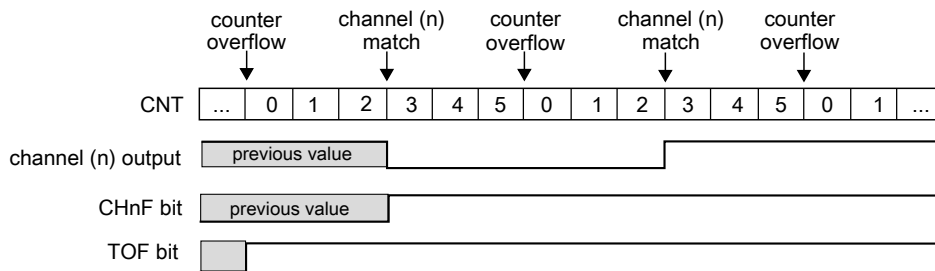 counter overflow
channel (n) match
counter overflow
channel (n) match
counter overflow
CNT ... 0 1 2 3 4 5 0 1 2 3 4 5 0 1 ...
channel (n) output previous value
CHnF bit previous value
TOF bit